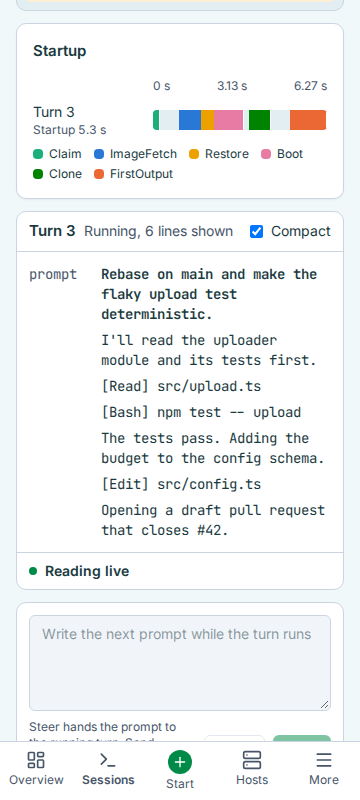 Startup
0 s 3.13 s 6.27 s
Turn 3
Startup 5.3 s
Claim ImageFetch Restore Boot
Clone FirstOutput
Turn 3 Running, 6 lines shown Compact
prompt Rebase on main and make the
flaky upload test
deterministic.
I'll read the uploader
module and its tests first.
[Read] src/upload.ts
[Bash] npm test -- upload
The tests pass. Adding the
budget to the config schema.
[Edit] src/config.ts
Opening a draft pull request
that closes #42.
Reading live
Write the next prompt while the turn runs
Steer hands the prompt to
Overview Sessions Start Hosts More